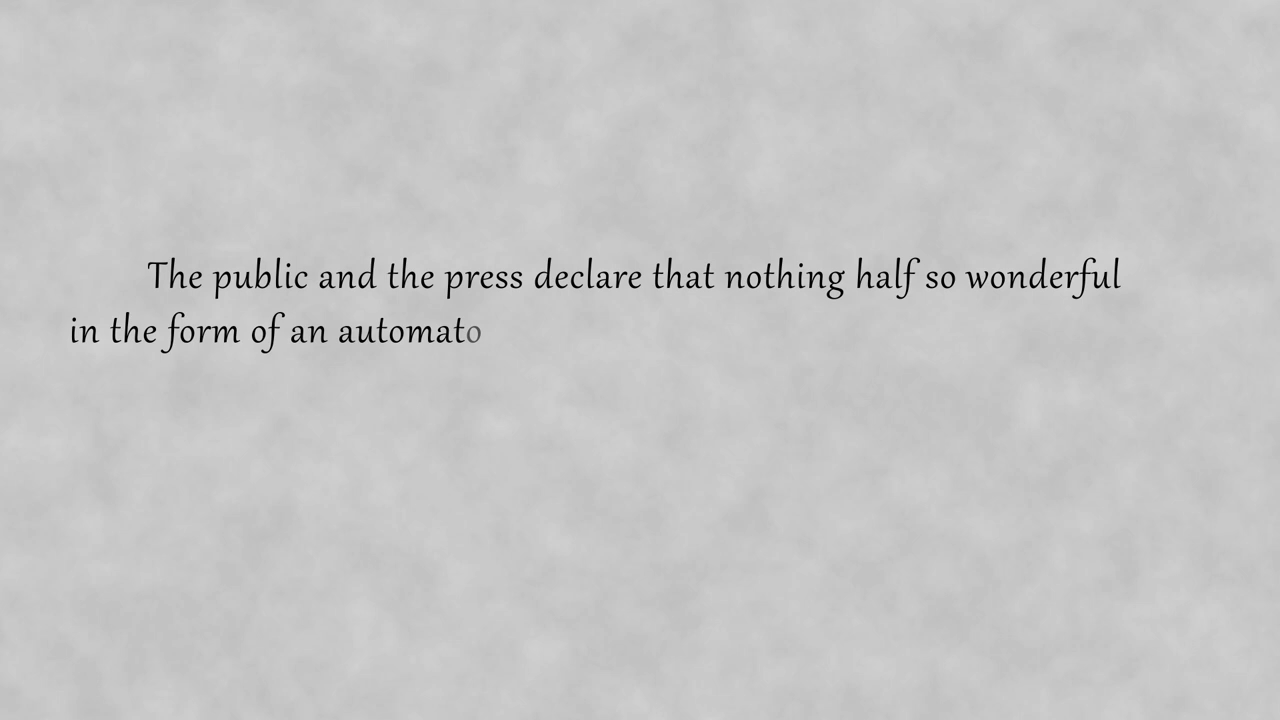 The public and the press declare that nothing half so wonderful
in the form of an automato